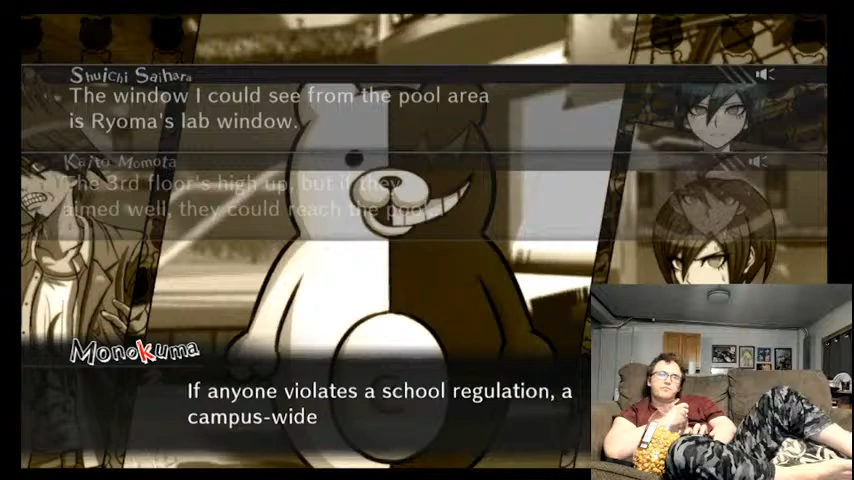 Shuichi Saihara
The window I could see from the pool area
is Ryoma's lab window.
Kaito Momota
The 3rd floor's high up, but if they
aimed well, they could reach the pool.
Monokuma
If anyone violates a school regulation, a
campus-wide